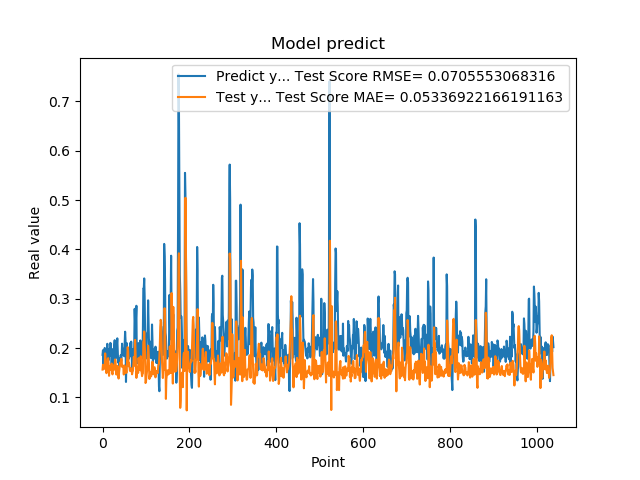 Model predict
Predict y... Test Score RMSE= 0.0705553068316
Test y... Test Score MAE= 0.05336922166191163
Real value
0.7
0.6
0.5
0.4
0.3
0.2
0.1
0
200
400
600
800
1000
Point